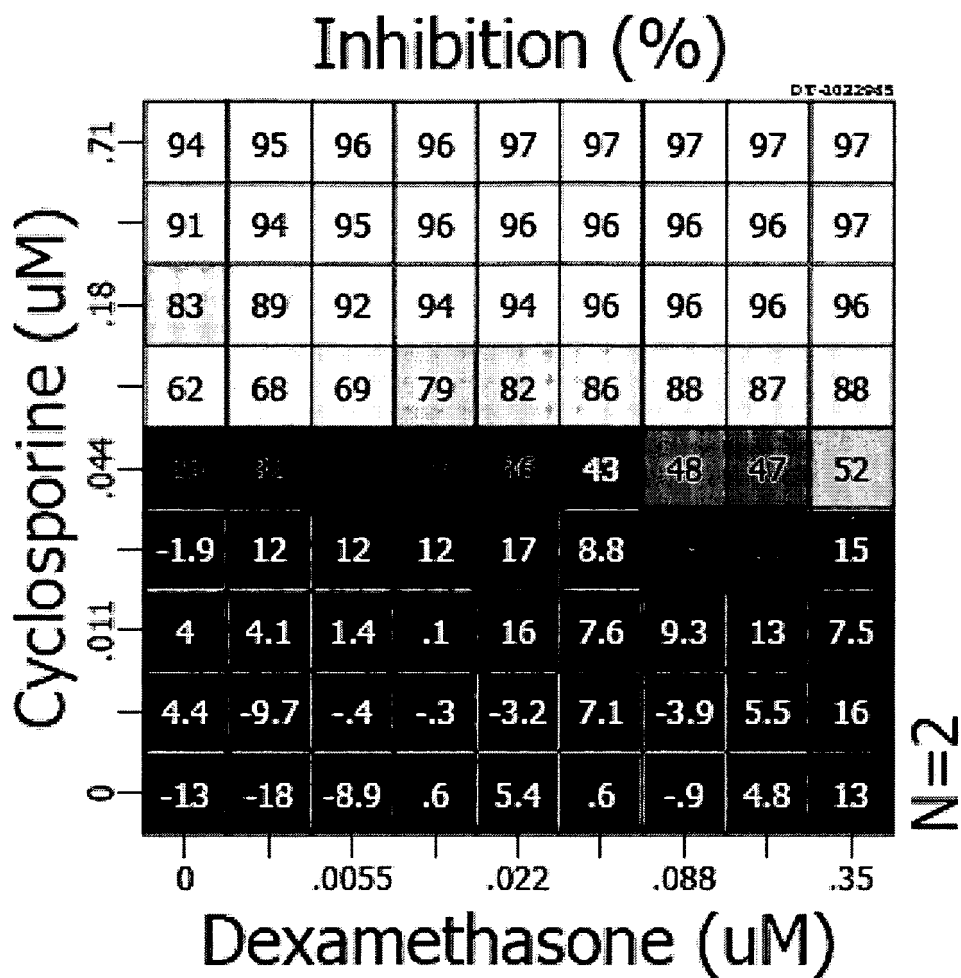 Inhibition (%)
DT-1022965
.71 94 95 96 96 97 97 97 97 97
91 94 95 96 96 96 96 96 97
.18 83 89 92 94 94 96 96 96 96
62 68 69 79 82 86 88 87 88
.044 43 48 47 52
-1.9 12 12 12 17 8.8 15
.011 4 4.1 1.4 .1 16 7.6 9.3 13 7.5
4.4 -9.7 -.4 -.3 -3.2 7.1 -3.9 5.5 16
0 -13 -18 -8.9 .6 5.4 .6 -.9 4.8 13
0 .0055 .022 .088 .35
Cyclosporine (uM)
Dexamethasone (uM)
N=2